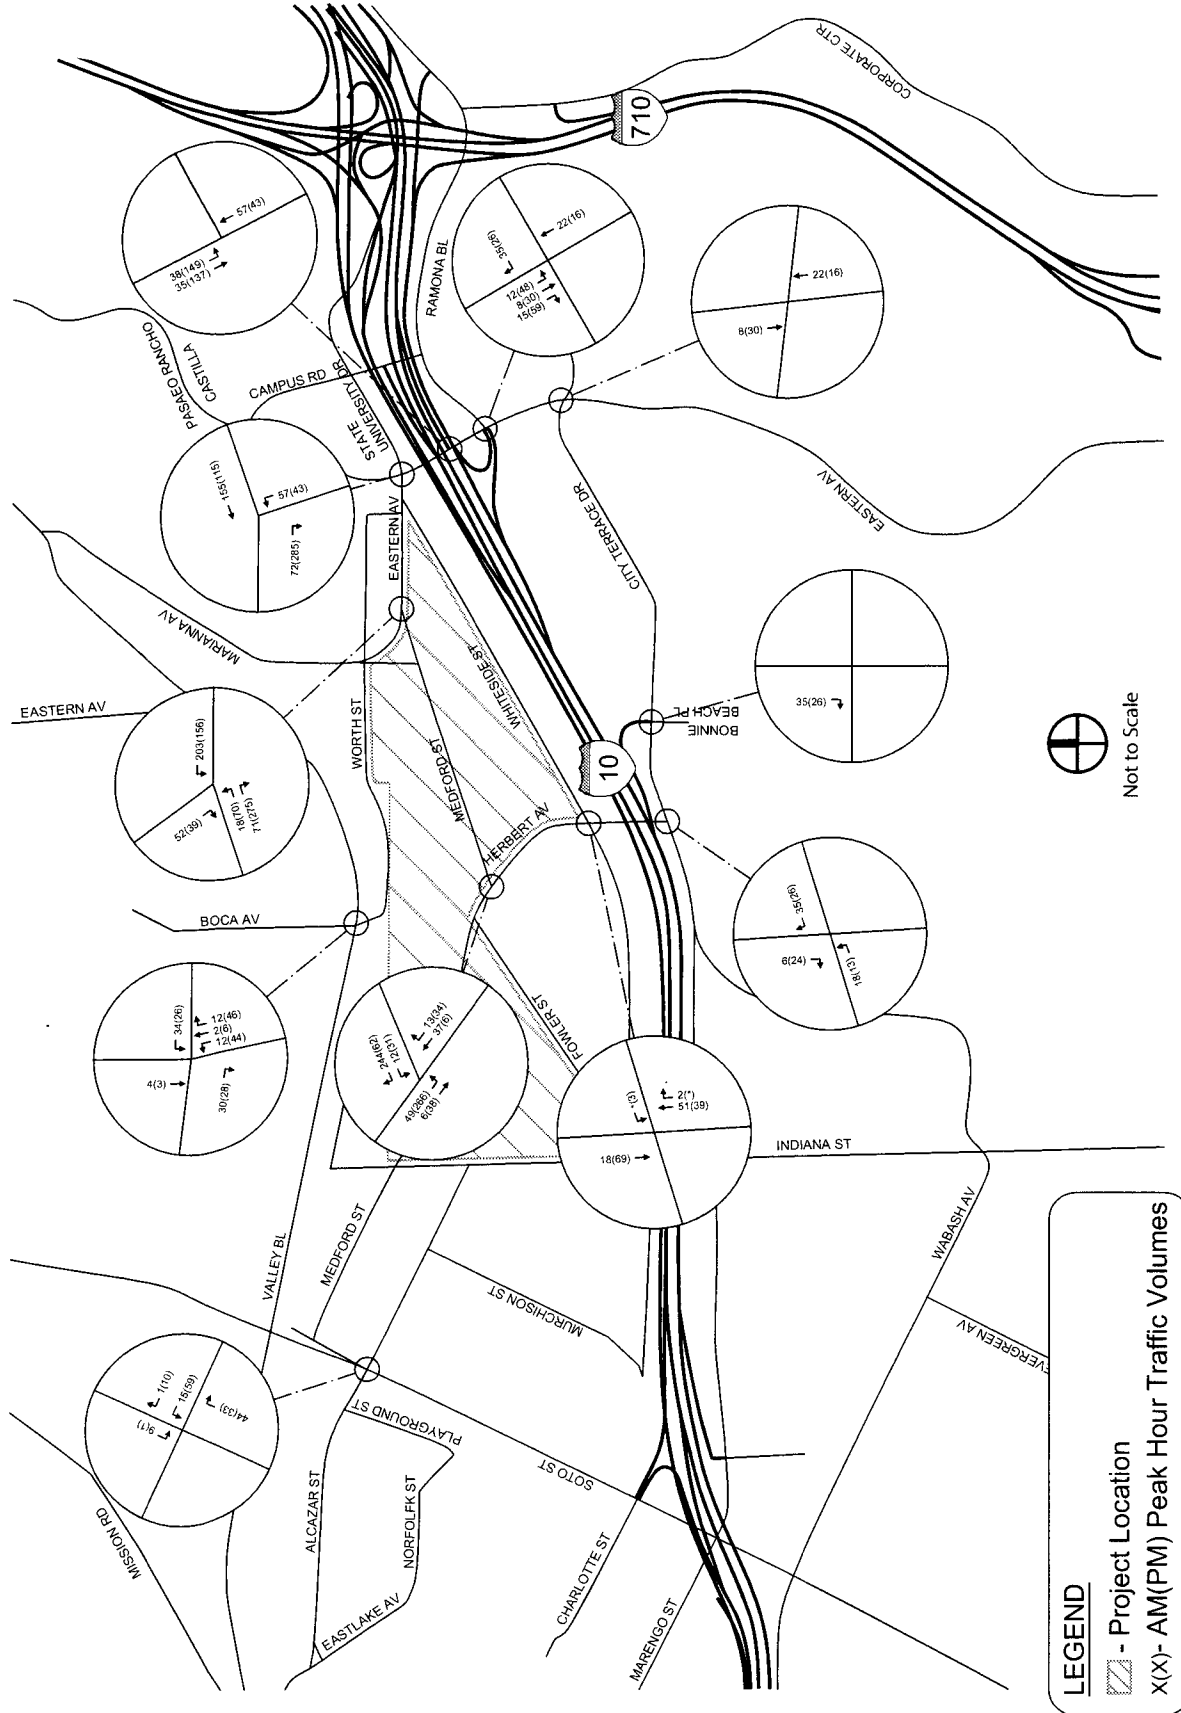 CORPORATE CTR
710
57(43)
38(149)
35(137)
RAMONA BL
35(26)
22(16)
12(48)
8(30)
15(59)
22(16)
8(30)
PASAEO RANCHO
CASTILLA
CAMPUS RD
STATE
UNIVERSITY DR
155(115)
57(43)
72(285)
EASTERN AV
EASTERN AV
CITY TERRACE DR
MARIANNA AV
EASTERN AV
WORTH ST
WHITESIDE ST
MEDFORD ST
203(156)
52(39)
18(70)
71(275)
HERBERT AV
10
BONNIE
BEACH PL
35(26)
Not to Scale
BOCA AV
34(26)
12(46)
2(6)
12(44)
4(3)
30(28)
244(62)
12(31)
13(34)
37(6)
49(266)
6(38)
FOWLER ST
*(3)
2(*)
51(39)
18(69)
35(26)
6(24)
18(13)
INDIANA ST
VALLEY BL
MEDFORD ST
MURCHISON ST
WABASH AV
EVERGREEN AV
1(10)
15(59)
9(1)
44(33)
MISSION RD
ALCAZAR ST
PLAYGROUND ST
NORFOLFK ST
EASTLAKE AV
SOTO ST
CHARLOTTE ST
MARENGO ST
LEGEND
- Project Location
X(X)- AM(PM) Peak Hour Traffic Volumes